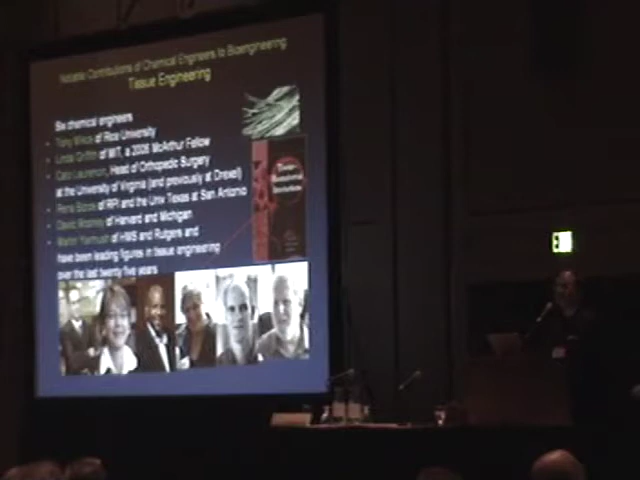 Notable Contributions of Chemical Engineers to Bioengineering
Tissue Engineering
Six chemical engineers
Tony Mikos of Rice University
Linda Griffin of MIT, a 2006 McArthur Fellow
Cato Laurencin, Head of Orthopedic Surgery
at the University of Virginia (and previously at Drexel)
Rena Bizios of RPI and the Univ Texas at San Antonio
David Mooney of Harvard and Michigan
of HMS and Rutgers and
have been leading figures in tissue engineering
over the last twenty five years